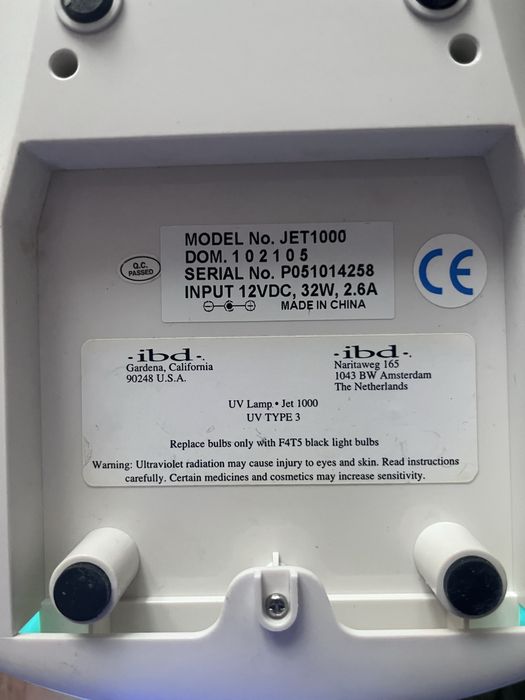 MODEL No. JET1000
DOM. 1 0 2 1 0 5
SERIAL No. P051014258
INPUT 12VDC, 32W, 2.6A
MADE IN CHINA
Q.C.
PASSED
CE
·ibd·
Gardena, California
90248 U.S.A.
·ibd·
Naritaweg 165
1043 BW Amsterdam
The Netherlands
UV Lamp • Jet 1000
UV TYPE 3
Replace bulbs only with F4T5 black light bulbs
Warning: Ultraviolet radiation may cause injury to eyes and skin. Read instructions
carefully. Certain medicines and cosmetics may increase sensitivity.